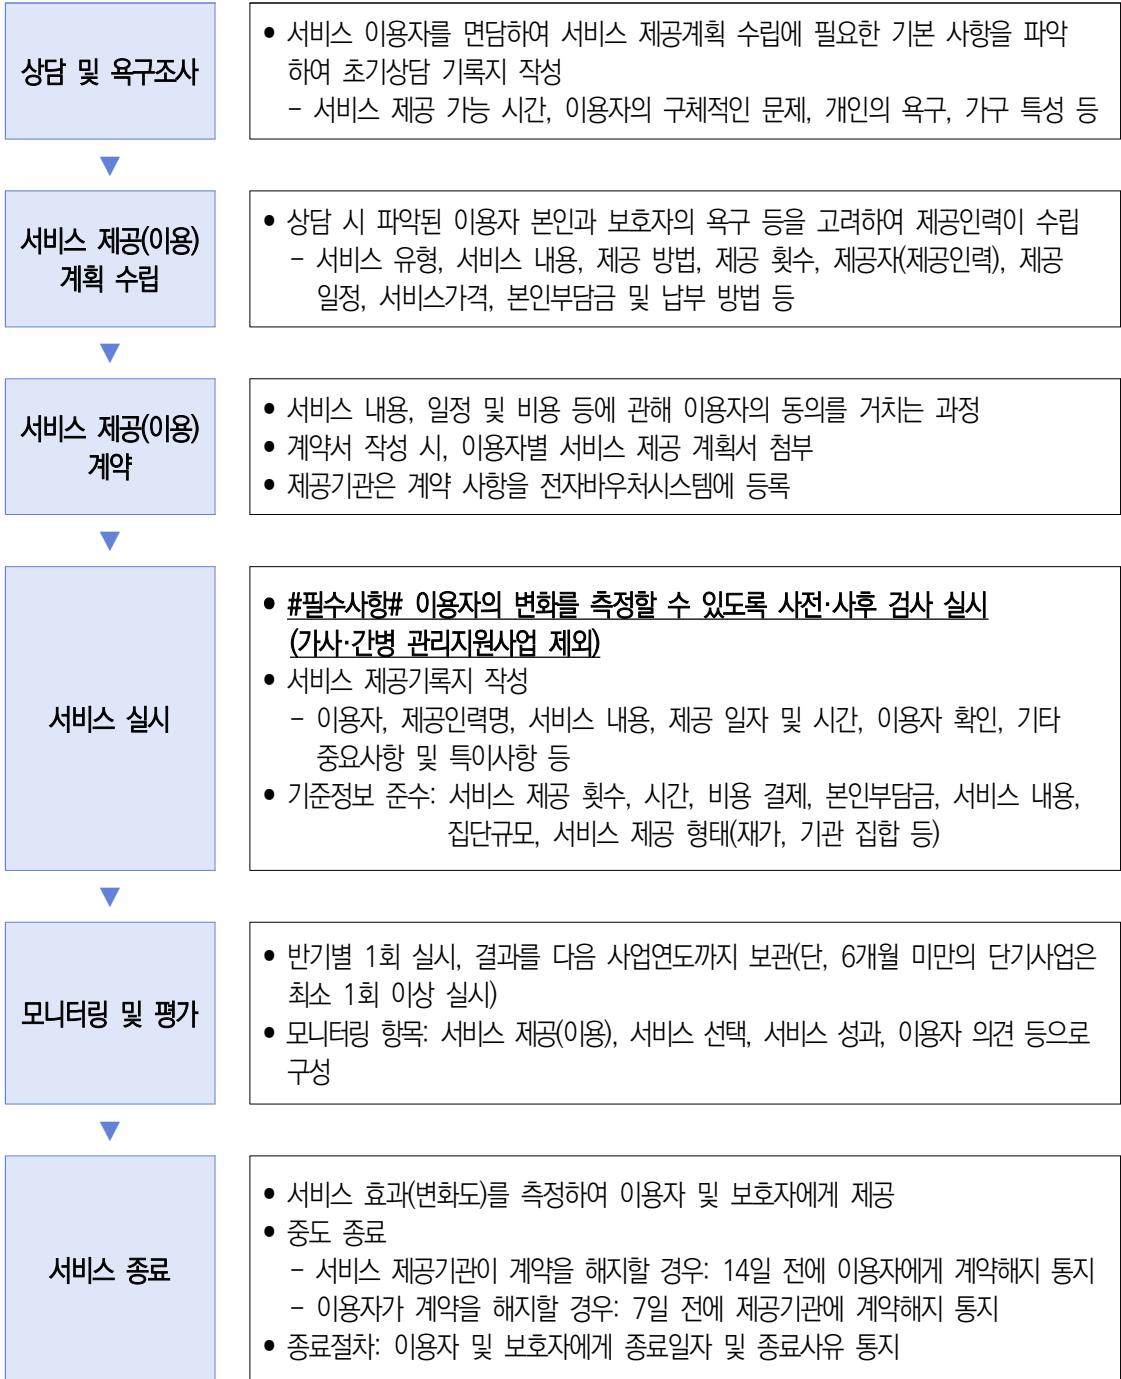 상담 및 욕구조사
• 서비스 이용자를 면담하여 서비스 제공계획 수립에 필요한 기본 사항을 파악
하여 초기상담 기록지 작성
- 서비스 제공 가능 시간, 이용자의 구체적인 문제, 개인의 욕구, 가구 특성 등
▼
서비스 제공(이용)
계획 수립
• 상담 시 파악된 이용자 본인과 보호자의 욕구 등을 고려하여 제공인력이 수립
- 서비스 유형, 서비스 내용, 제공 방법, 제공 횟수, 제공자(제공인력), 제공
일정, 서비스가격, 본인부담금 및 납부 방법 등
▼
서비스 제공(이용)
계약
• 서비스 내용, 일정 및 비용 등에 관해 이용자의 동의를 거치는 과정
• 계약서 작성 시, 이용자별 서비스 제공 계획서 첨부
• 제공기관은 계약 사항을 전자바우처시스템에 등록
▼
서비스 실시
• #필수사항# 이용자의 변화를 측정할 수 있도록 사전·사후 검사 실시
(가사·간병 관리지원사업 제외)
• 서비스 제공기록지 작성
- 이용자, 제공인력명, 서비스 내용, 제공 일자 및 시간, 이용자 확인, 기타
중요사항 및 특이사항 등
• 기준정보 준수: 서비스 제공 횟수, 시간, 비용 결제, 본인부담금, 서비스 내용,
집단규모, 서비스 제공 형태(재가, 기관 집합 등)
▼
모니터링 및 평가
• 반기별 1회 실시, 결과를 다음 사업연도까지 보관(단, 6개월 미만의 단기사업은
최소 1회 이상 실시)
• 모니터링 항목: 서비스 제공(이용), 서비스 선택, 서비스 성과, 이용자 의견 등으로
구성
▼
서비스 종료
• 서비스 효과(변화도)를 측정하여 이용자 및 보호자에게 제공
• 중도 종료
- 서비스 제공기관이 계약을 해지할 경우: 14일 전에 이용자에게 계약해지 통지
- 이용자가 계약을 해지할 경우: 7일 전에 제공기관에 계약해지 통지
• 종료절차: 이용자 및 보호자에게 종료일자 및 종료사유 통지